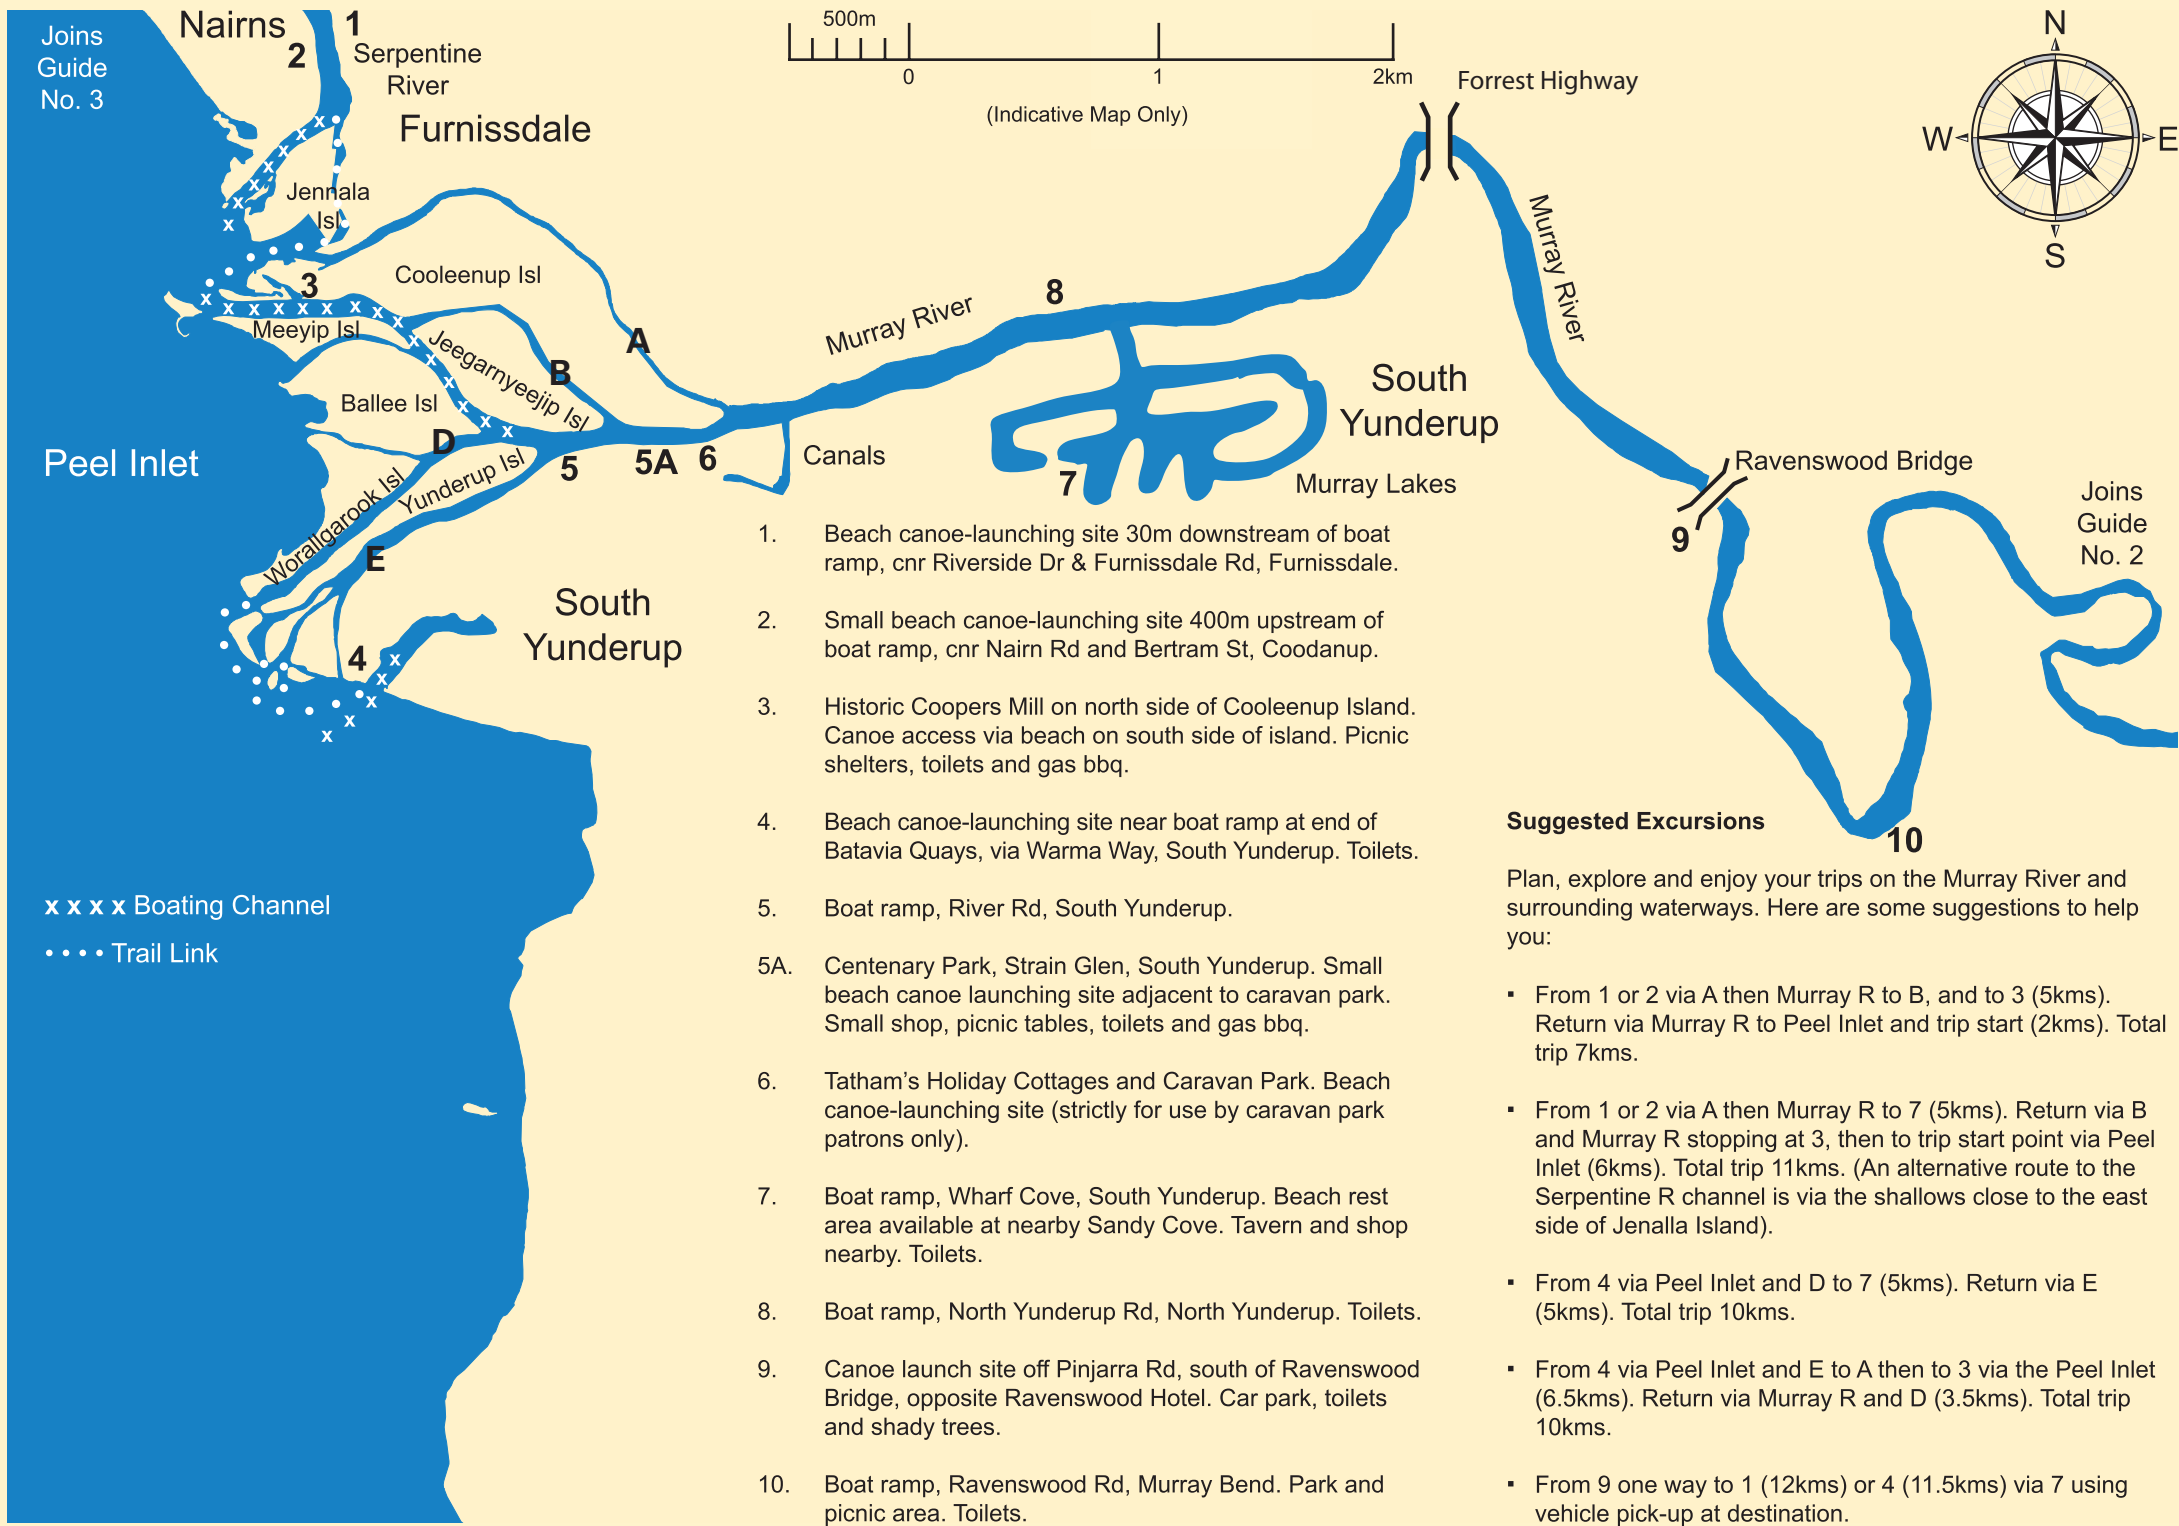 Joins
Guide
No. 3
Nairns
1
2
Serpentine
River
Furnissdale
500m
0
1
2km
(Indicative Map Only)
Forrest Highway
N
W
E
S
Jennala
Isl
Cooleenup Isl
3
Meeyip Isl
Jeegarnyeejip Isl
A
B
Murray River
8
Murray River
South
Yunderup
Ballee Isl
D
Peel Inlet
Worallgarook Isl
Yunderup Isl
5
5A
6
Canals
7
Murray Lakes
Ravenswood Bridge
9
Joins
Guide
No. 2
E
South
Yunderup
4
10
x x x x Boating Channel
• • • • Trail Link
1. Beach canoe-launching site 30m downstream of boat
ramp, cnr Riverside Dr & Furnissdale Rd, Furnissdale.
2. Small beach canoe-launching site 400m upstream of
boat ramp, cnr Nairn Rd and Bertram St, Coodanup.
3. Historic Coopers Mill on north side of Cooleenup Island.
Canoe access via beach on south side of island. Picnic
shelters, toilets and gas bbq.
4. Beach canoe-launching site near boat ramp at end of
Batavia Quays, via Warma Way, South Yunderup. Toilets.
5. Boat ramp, River Rd, South Yunderup.
5A. Centenary Park, Strain Glen, South Yunderup. Small
beach canoe launching site adjacent to caravan park.
Small shop, picnic tables, toilets and gas bbq.
6. Tatham’s Holiday Cottages and Caravan Park. Beach
canoe-launching site (strictly for use by caravan park
patrons only).
7. Boat ramp, Wharf Cove, South Yunderup. Beach rest
area available at nearby Sandy Cove. Tavern and shop
nearby. Toilets.
8. Boat ramp, North Yunderup Rd, North Yunderup. Toilets.
9. Canoe launch site off Pinjarra Rd, south of Ravenswood
Bridge, opposite Ravenswood Hotel. Car park, toilets
and shady trees.
10. Boat ramp, Ravenswood Rd, Murray Bend. Park and
picnic area. Toilets.
Suggested Excursions
Plan, explore and enjoy your trips on the Murray River and
surrounding waterways. Here are some suggestions to help
you:
▪ From 1 or 2 via A then Murray R to B, and to 3 (5kms).
Return via Murray R to Peel Inlet and trip start (2kms). Total
trip 7kms.
▪ From 1 or 2 via A then Murray R to 7 (5kms). Return via B
and Murray R stopping at 3, then to trip start point via Peel
Inlet (6kms). Total trip 11kms. (An alternative route to the
Serpentine R channel is via the shallows close to the east
side of Jenalla Island).
▪ From 4 via Peel Inlet and D to 7 (5kms). Return via E
(5kms). Total trip 10kms.
▪ From 4 via Peel Inlet and E to A then to 3 via the Peel Inlet
(6.5kms). Return via Murray R and D (3.5kms). Total trip
10kms.
▪ From 9 one way to 1 (12kms) or 4 (11.5kms) via 7 using
vehicle pick-up at destination.